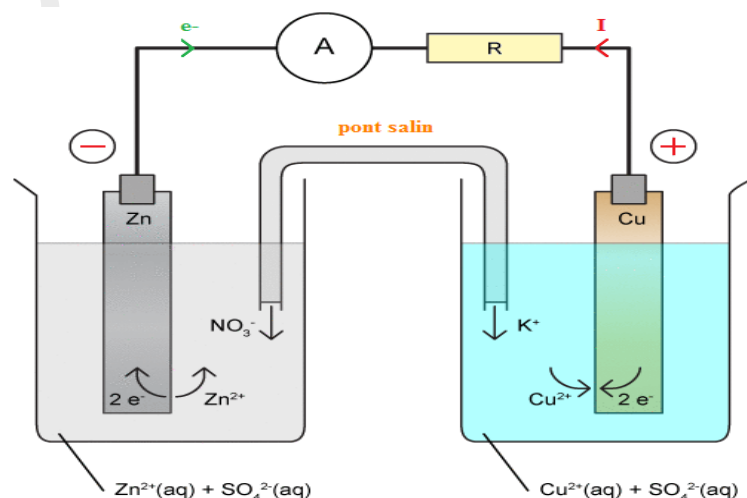 e-
A
R
I
pont salin
−
+
Zn
Cu
NO₃⁻
K⁺
2 e⁻
Zn²⁺
Cu²⁺
2 e⁻
Zn²⁺(aq) + SO₄²⁻(aq)
Cu²⁺(aq) + SO₄²⁻(aq)